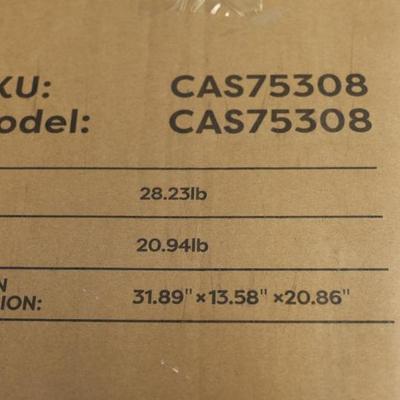 KU: CAS75308
odel: CAS75308
28.23lb
20.94lb
N
ION: 31.89"×13.58"×20.86"